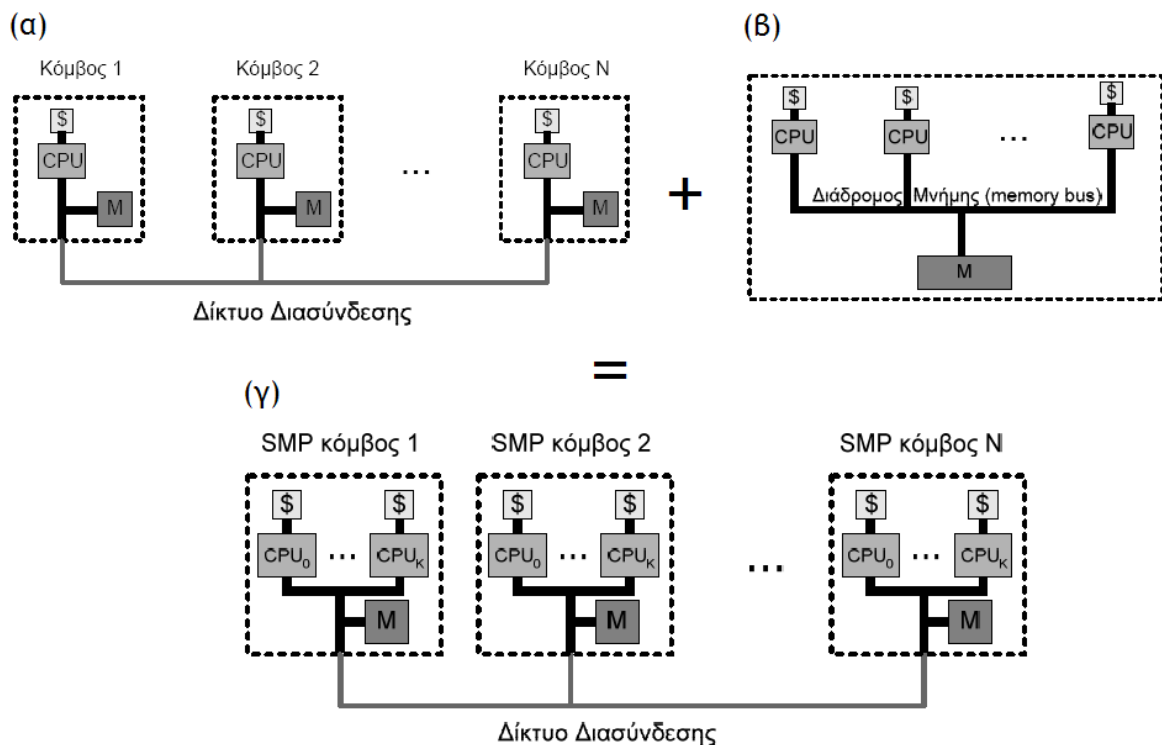 (α)
Κόμβος 1
Κόμβος 2
Κόμβος N
$
$
$
CPU
CPU
CPU
...
M
M
M
Δίκτυο Διασύνδεσης
+
(β)
$
$
$
CPU
CPU
...
CPU
Διάδρομος Μνήμης (memory bus)
M
=
(γ)
SMP κόμβος 1
SMP κόμβος 2
SMP κόμβος N
$
...
$
$
...
$
$
...
$
CPU₀
...
CPUₖ
CPU₀
...
CPUₖ
...
CPU₀
...
CPUₖ
M
M
M
Δίκτυο Διασύνδεσης